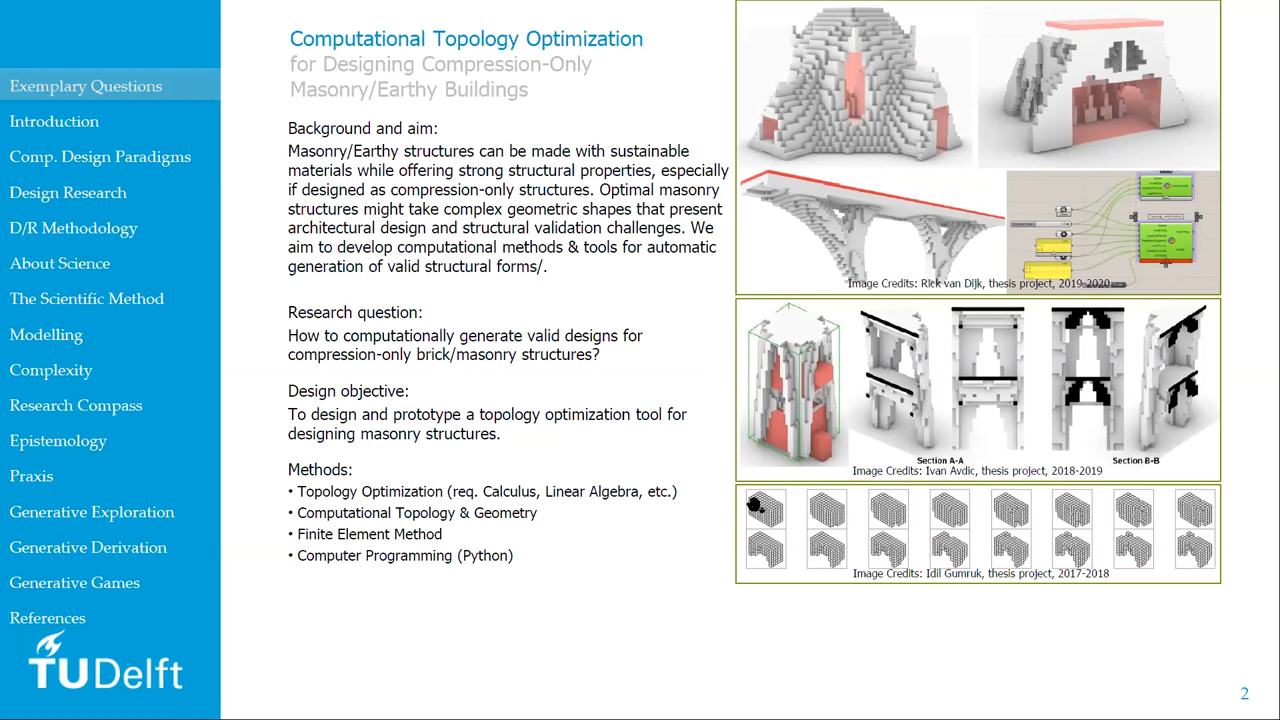 Exemplary Questions
Introduction
Comp. Design Paradigms
Design Research
D/R Methodology
About Science
The Scientific Method
Modelling
Complexity
Research Compass
Epistemology
Praxis
Generative Exploration
Generative Derivation
Generative Games
References
TUDelft
Computational Topology Optimization
for Designing Compression-Only
Masonry/Earthy Buildings
Background and aim:
Masonry/Earthy structures can be made with sustainable
materials while offering strong structural properties, especially
if designed as compression-only structures. Optimal masonry
structures might take complex geometric shapes that present
architectural design and structural validation challenges. We
aim to develop computational methods & tools for automatic
generation of valid structural forms/.
Research question:
How to computationally generate valid designs for
compression-only brick/masonry structures?
Design objective:
To design and prototype a topology optimization tool for
designing masonry structures.
Methods:
• Topology Optimization (req. Calculus, Linear Algebra, etc.)
• Computational Topology & Geometry
• Finite Element Method
• Computer Programming (Python)
Image Credits: Rick van Dijk, thesis project, 2019-2020
Section A-A
Section B-B
Image Credits: Ivan Avdic, thesis project, 2018-2019
Image Credits: Idil Gumruk, thesis project, 2017-2018
2